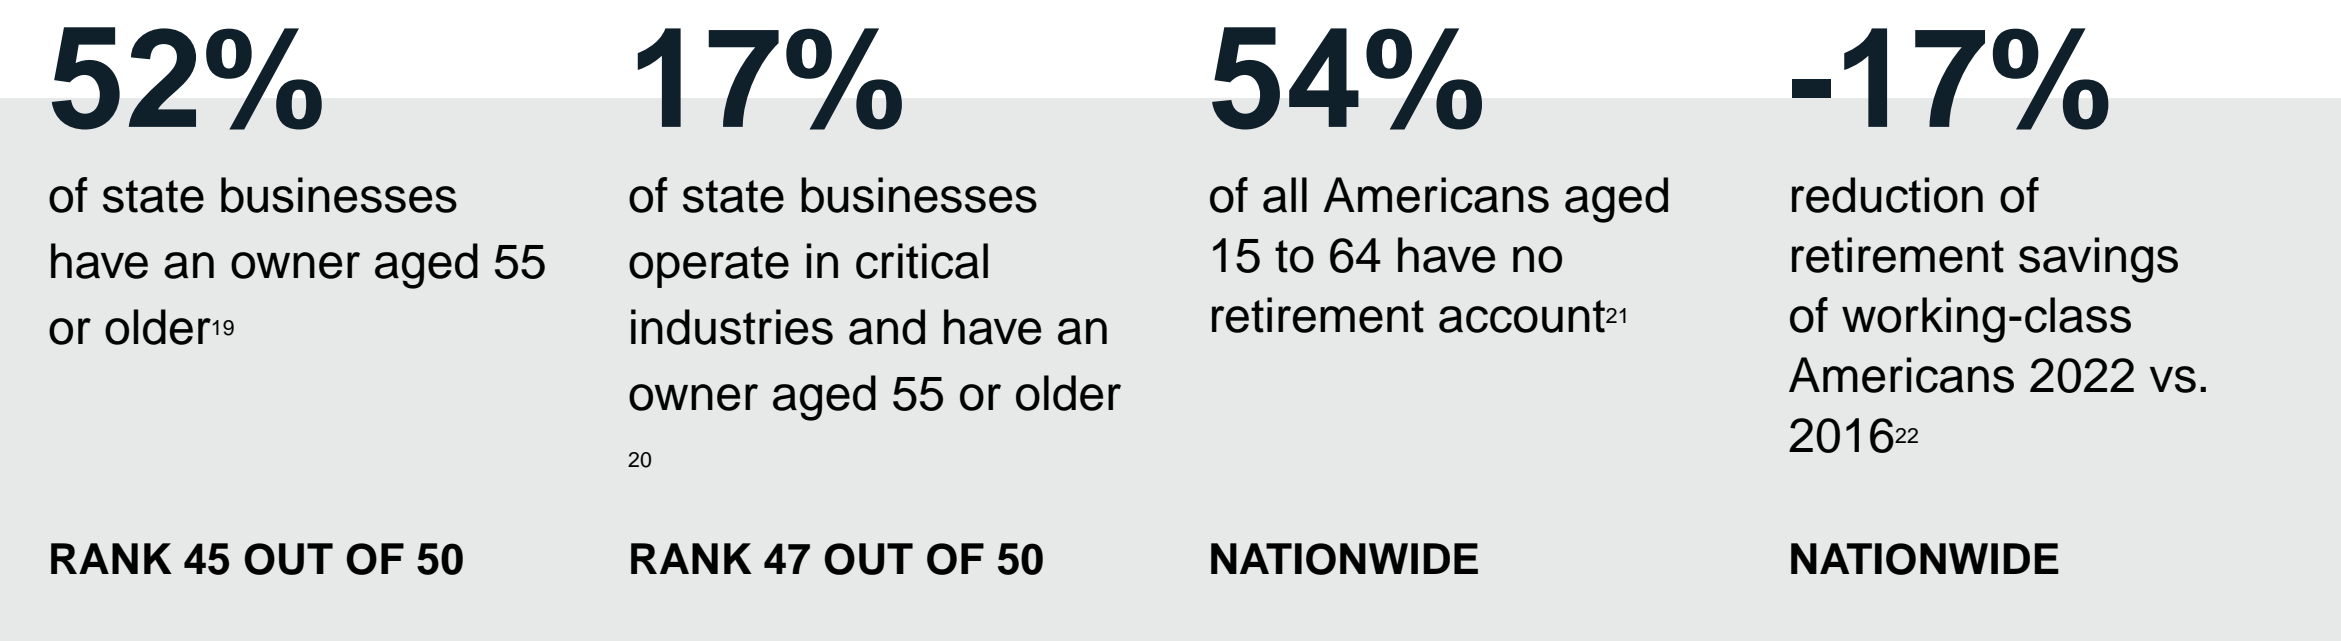 52%
of state businesses
have an owner aged 55
or older19
RANK 45 OUT OF 50
17%
of state businesses
operate in critical
industries and have an
owner aged 55 or older
20
RANK 47 OUT OF 50
54%
of all Americans aged
15 to 64 have no
retirement account21
NATIONWIDE
-17%
reduction of
retirement savings
of working-class
Americans 2022 vs.
201622
NATIONWIDE